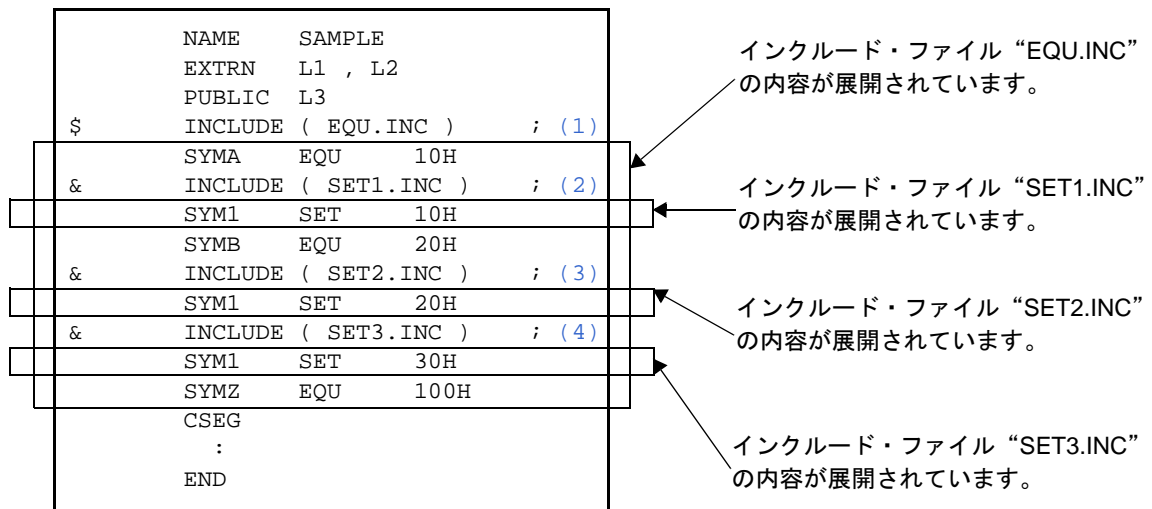 NAME SAMPLE
EXTRN L1 , L2
PUBLIC L3
$ INCLUDE ( EQU.INC ) ; (1)
SYMA EQU 10H
& INCLUDE ( SET1.INC ) ; (2)
SYM1 SET 10H
SYMB EQU 20H
& INCLUDE ( SET2.INC ) ; (3)
SYM1 SET 20H
& INCLUDE ( SET3.INC ) ; (4)
SYM1 SET 30H
SYMZ EQU 100H
CSEG
:
END
インクルード・ファイル“EQU.INC”
の内容が展開されています。
インクルード・ファイル“SET1.INC”
の内容が展開されています。
インクルード・ファイル“SET2.INC”
の内容が展開されています。
インクルード・ファイル“SET3.INC”
の内容が展開されています。